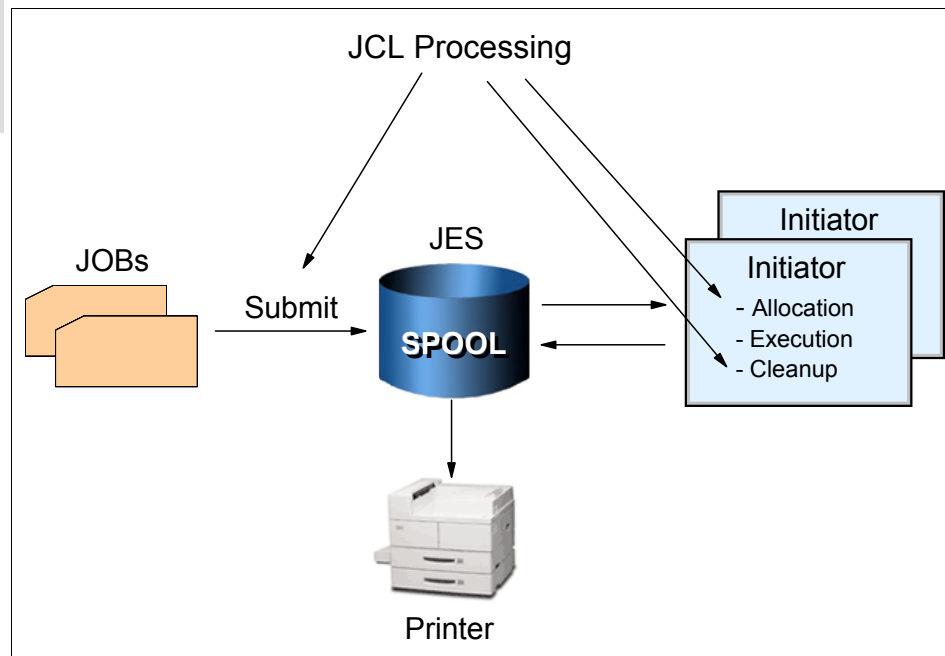 JCL Processing
Initiator
JES
Initiator
JOBs
Submit
- Allocation
- Execution
- Cleanup
SPOOL
Printer